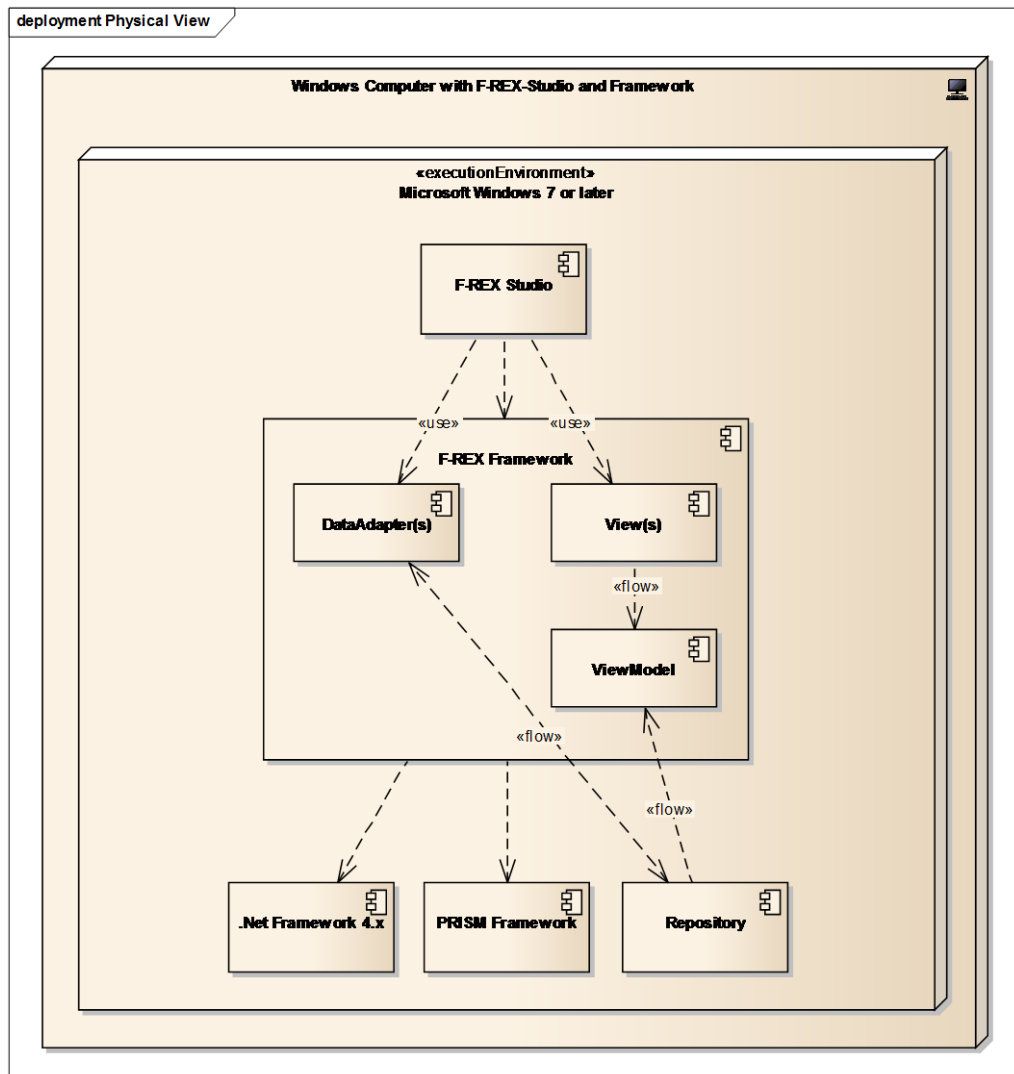 deployment Physical View
Windows Computer with F-REX-Studio and Framework
«executionEnvironment»
Microsoft Windows 7 or later
F-REX Studio
«use»
«use»
F-REX Framework
DataAdapter(s)
View(s)
«flow»
ViewModel
«flow»
«flow»
.Net Framework 4.x
PRISM Framework
Repository